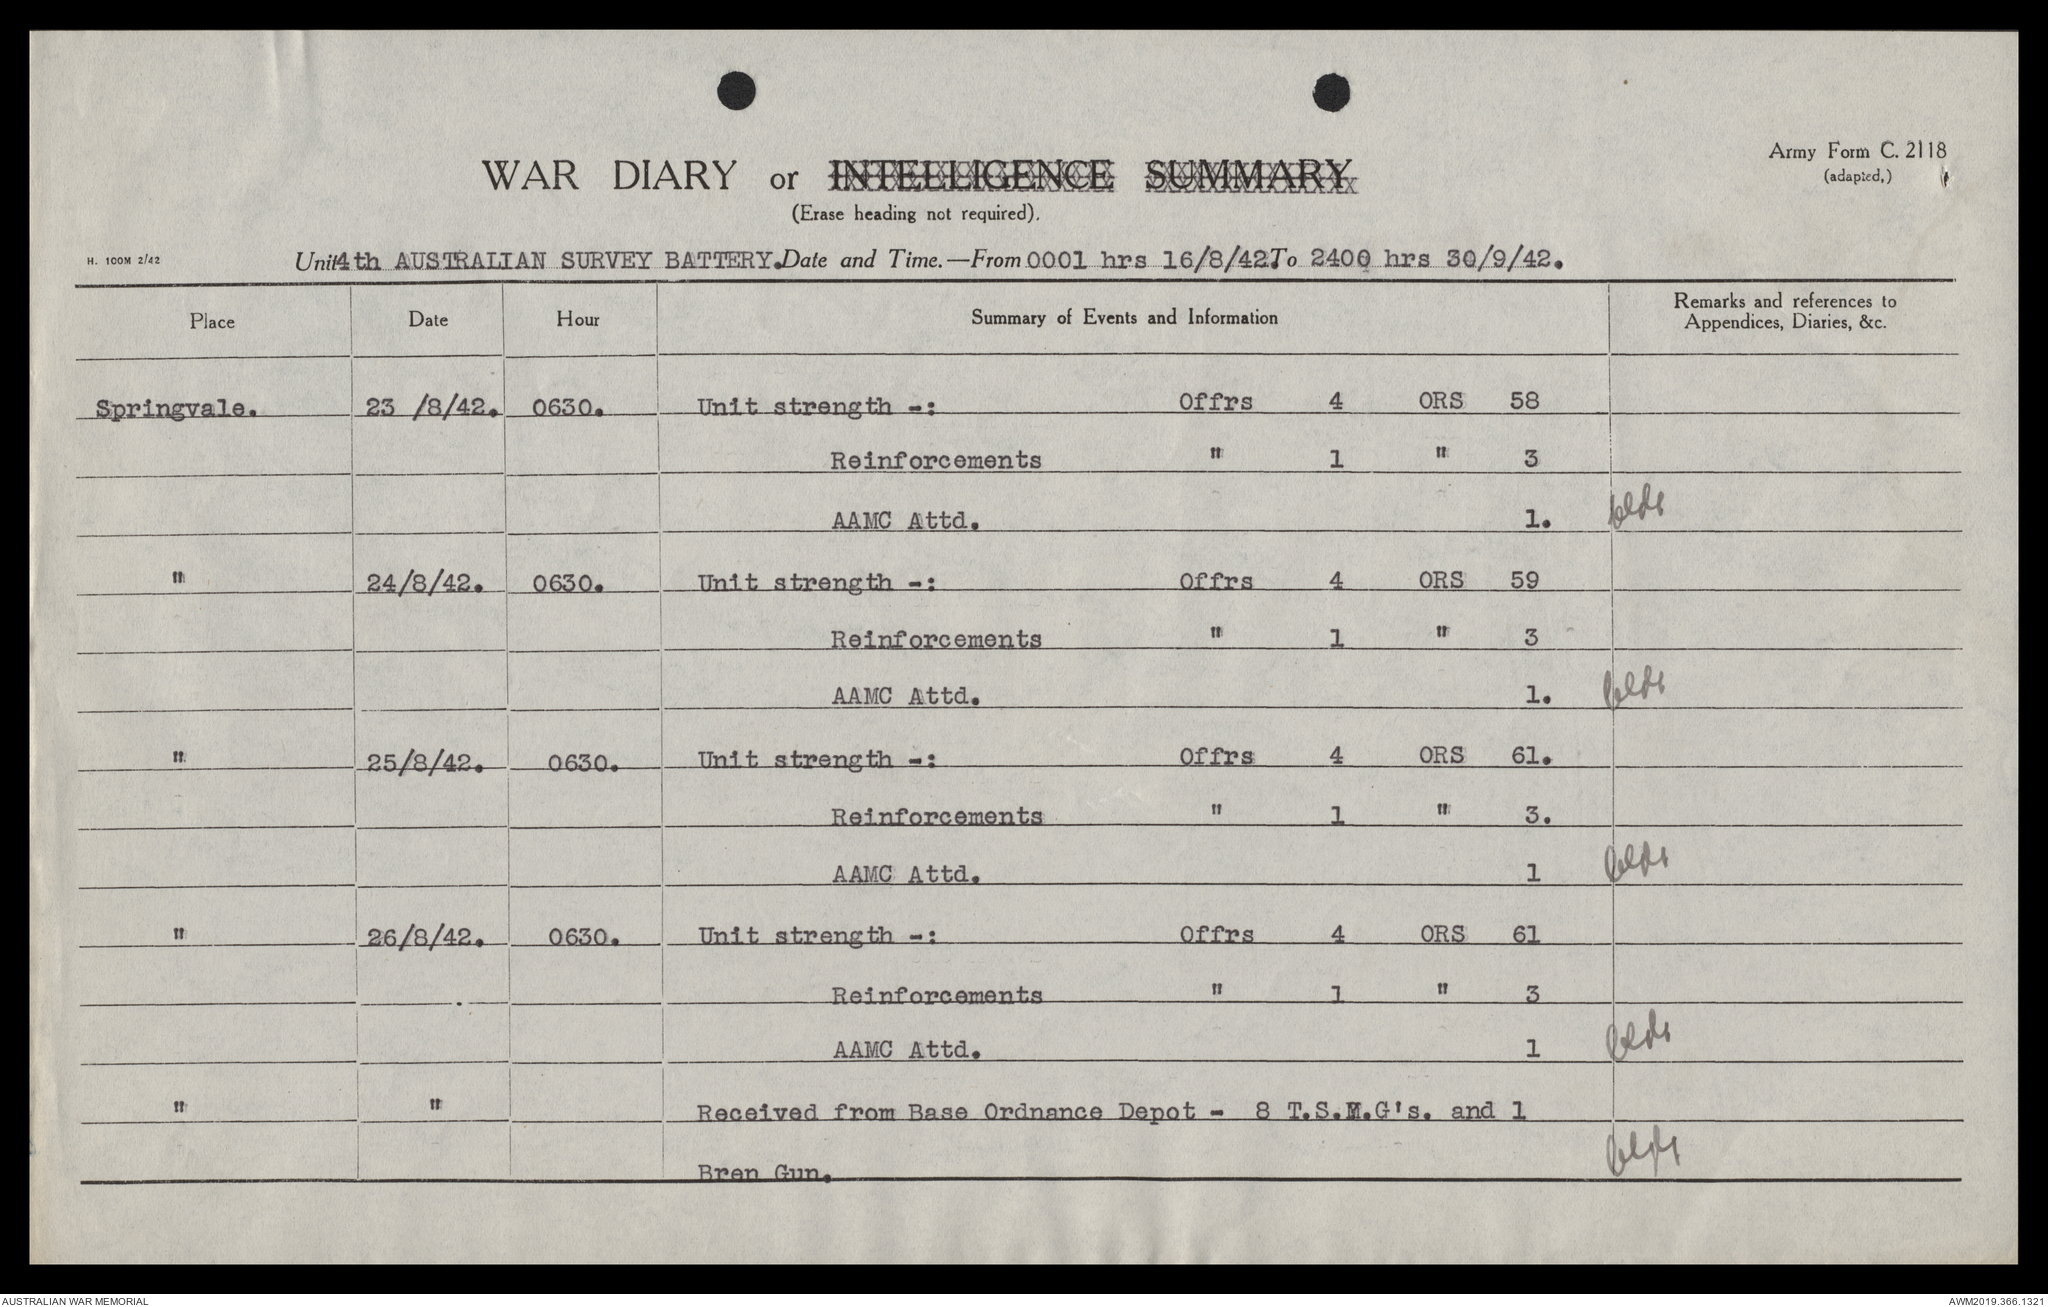 Army Form C. 2118
(adapted,)
WAR DIARY or INTELLIGENCE SUMMARY
(Erase heading not required).
H. 100M 2/42
Unit 4th AUSTRALIAN SURVEY BATTERY. Date and Time.—From 0001 hrs 16/8/42. To 2400 hrs 30/9/42.
Place Date Hour Summary of Events and Information Remarks and references to
Appendices, Diaries, &c.
Springvale. 23 /8/42. 0630. Unit strength -: Offrs 4 ORS 58
Reinforcements " 1 " 3
AAMC Attd. 1.
" 24/8/42. 0630. Unit strength -: Offrs 4 ORS 59
Reinforcements " 1 " 3
AAMC Attd. 1.
" 25/8/42. 0630. Unit strength -: Offrs 4 ORS 61.
Reinforcements " 1 " 3.
AAMC Attd. 1
" 26/8/42. 0630. Unit strength -: Offrs 4 ORS 61
Reinforcements " 1 " 3
AAMC Attd. 1
" " Received from Base Ordnance Depot - 8 T.S.M.G's. and 1
Bren Gun.
AUSTRALIAN WAR MEMORIAL
AWM2019.366.1321